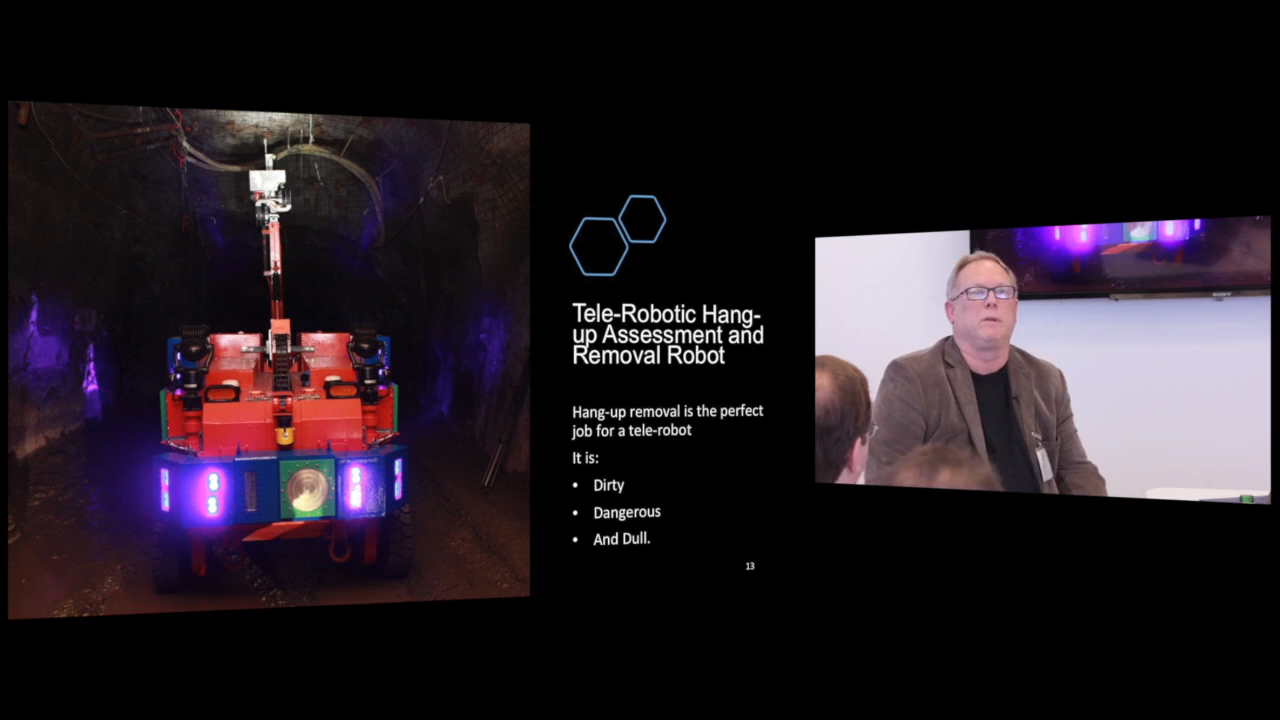 Tele-Robotic Hang-
up Assessment and
Removal Robot
Hang-up removal is the perfect
job for a tele-robot
It is:
• Dirty
• Dangerous
• And Dull.
13
SONY